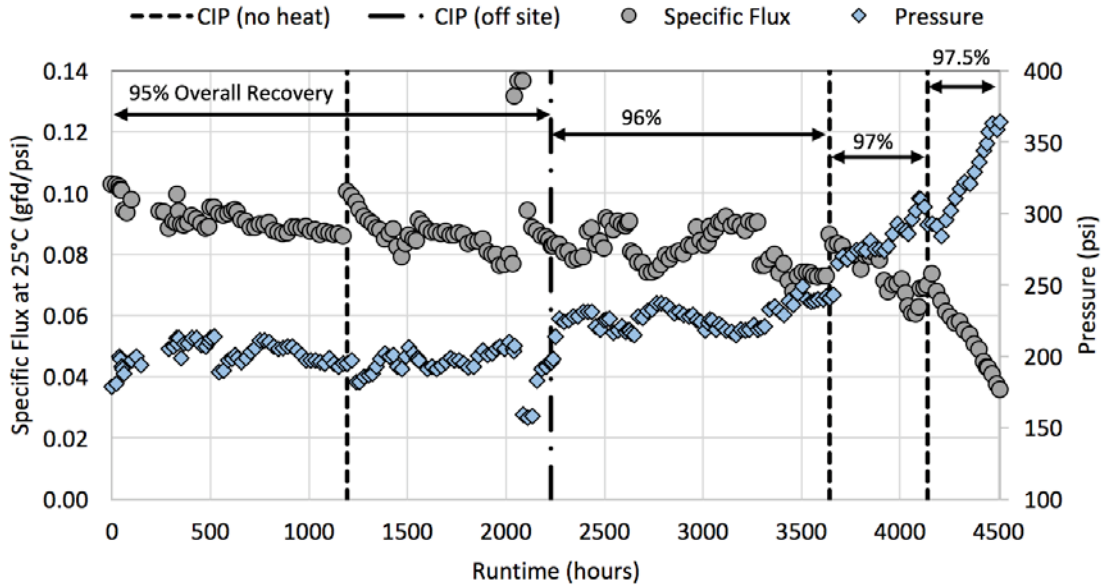 CIP (no heat) CIP (off site) Specific Flux Pressure
0.14 400
97.5%
95% Overall Recovery
0.12 350
96%
97%
0.10 300
0.08 250
0.06 200
0.04
0.02 150
0.00 100
0 500 1000 1500 2000 2500 3000 3500 4000 4500
Specific Flux at 25°C (gfd/psi)
Pressure (psi)
Runtime (hours)